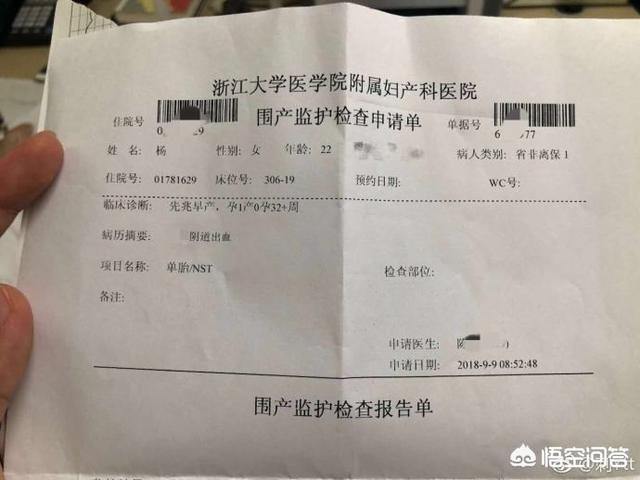 浙江大学医学院附属妇产科医院
围产监护检查申请单
住院号 单据号
姓 名: 杨 性别: 女 年龄: 22 病人类别: 省非离保1
住院号: 01781629 床位号: 306-19 预约日期: WC号:
临床诊断: 先兆早产,孕1产0孕32+周
病历摘要: 阴道出血
项目名称: 单胎/NST 检查部位:
备注:
申请医生: 陈
申请日期: 2018-9-9 08:52:48
围产监护检查报告单
悟空问答